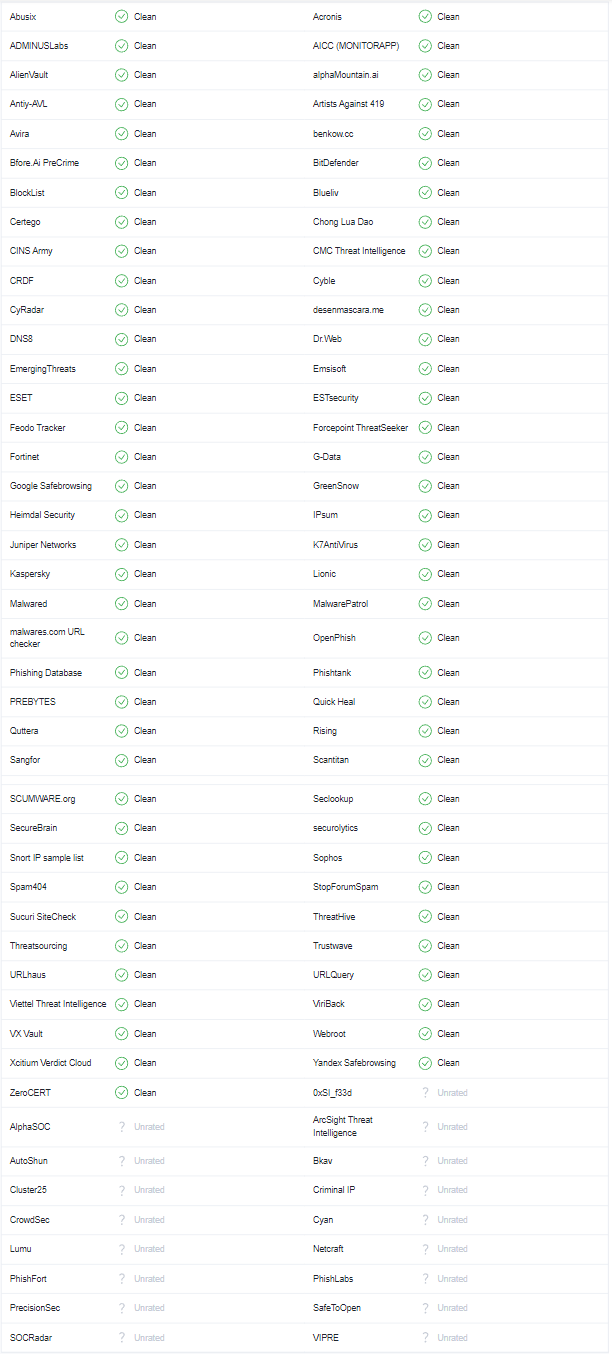 Abusix Clean Acronis Clean
ADMINUSLabs Clean AICC (MONITORAPP) Clean
AlienVault Clean alphaMountain.ai Clean
Antiy-AVL Clean Artists Against 419 Clean
Avira Clean benkow.cc Clean
Bfore.Ai PreCrime Clean BitDefender Clean
BlockList Clean Blueliv Clean
Certego Clean Chong Lua Dao Clean
CINS Army Clean CMC Threat Intelligence Clean
CRDF Clean Cyble Clean
CyRadar Clean desenmascara.me Clean
DNS8 Clean Dr.Web Clean
EmergingThreats Clean Emsisoft Clean
ESET Clean ESTsecurity Clean
Feodo Tracker Clean Forcepoint ThreatSeeker Clean
Fortinet Clean G-Data Clean
Google Safebrowsing Clean GreenSnow Clean
Heimdal Security Clean IPsum Clean
Juniper Networks Clean K7AntiVirus Clean
Kaspersky Clean Lionic Clean
Malwared Clean MalwarePatrol Clean
malwares.com URL
checker Clean OpenPhish Clean
Phishing Database Clean Phishtank Clean
PREBYTES Clean Quick Heal Clean
Quttera Clean Rising Clean
Sangfor Clean Scantitan Clean
SCUMWARE.org Clean Seclookup Clean
SecureBrain Clean securolytics Clean
Snort IP sample list Clean Sophos Clean
Spam404 Clean StopForumSpam Clean
Sucuri SiteCheck Clean ThreatHive Clean
Threatsourcing Clean Trustwave Clean
URLhaus Clean URLQuery Clean
Viettel Threat Intelligence Clean ViriBack Clean
VX Vault Clean Webroot Clean
Xcitium Verdict Cloud Clean Yandex Safebrowsing Clean
ZeroCERT Clean 0xSI_f33d ? Unrated
AlphaSOC ? Unrated ArcSight Threat
Intelligence ? Unrated
AutoShun ? Unrated Bkav ? Unrated
Cluster25 ? Unrated Criminal IP ? Unrated
CrowdSec ? Unrated Cyan ? Unrated
Lumu ? Unrated Netcraft ? Unrated
PhishFort ? Unrated PhishLabs ? Unrated
PrecisionSec ? Unrated SafeToOpen ? Unrated
SOCRadar ? Unrated VIPRE ? Unrated